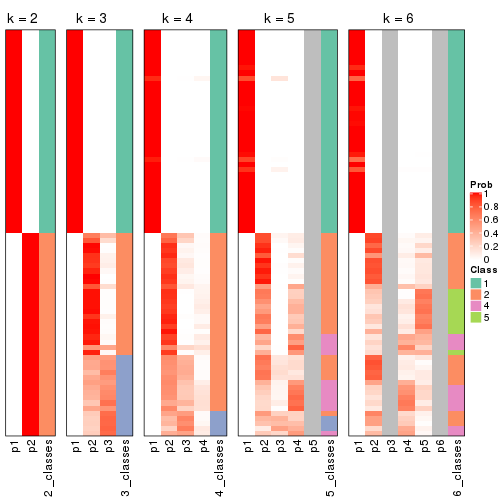 k = 2 k = 3 k = 4 k = 5 k = 6
Prob
1
0.8
0.6
0.4
0.2
0
Class
1
2
4
5
p1 p2 2_classes p1 p2 p3 3_classes p1 p2 p3 p4 4_classes p1 p2 p3 p4 p5 5_classes p1 p2 p3 p4 p5 p6 6_classes